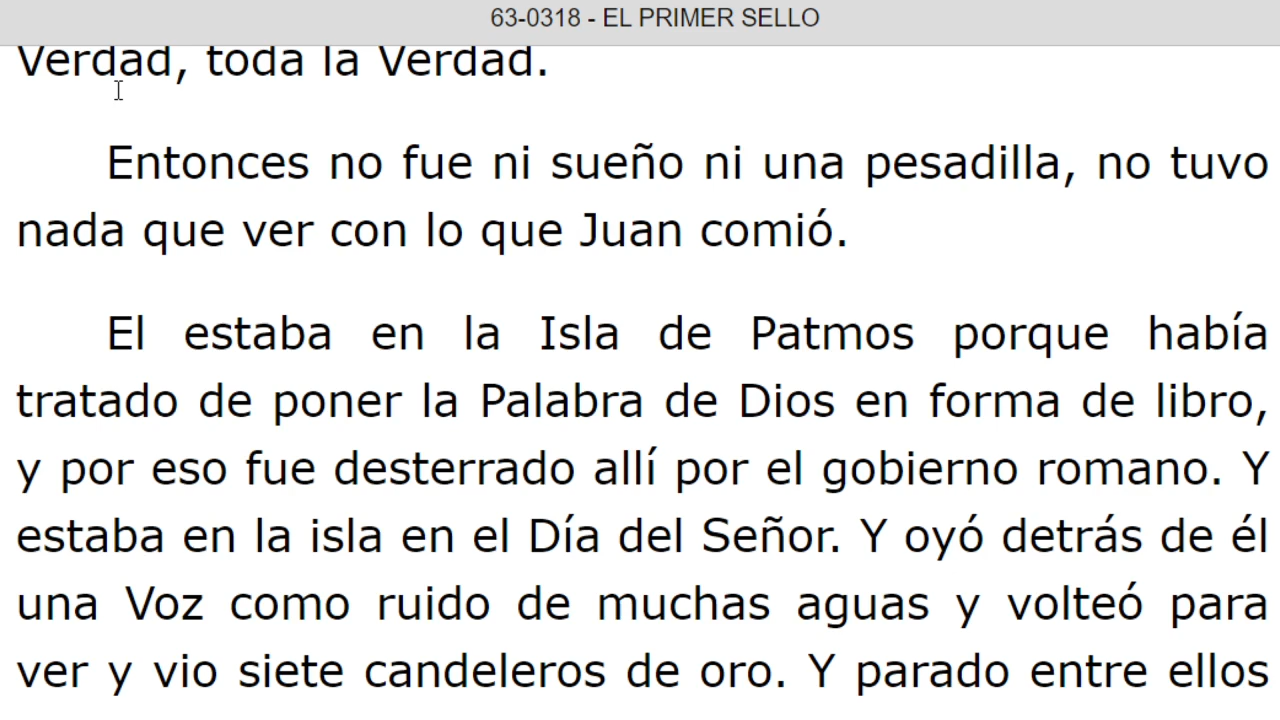 63-0318 - EL PRIMER SELLO
Verdad, toda la Verdad.
Entonces no fue ni sueño ni una pesadilla, no tuvo
nada que ver con lo que Juan comió.
El estaba en la Isla de Patmos porque había
tratado de poner la Palabra de Dios en forma de libro,
y por eso fue desterrado allí por el gobierno romano. Y
estaba en la isla en el Día del Señor. Y oyó detrás de él
una Voz como ruido de muchas aguas y volteó para
ver y vio siete candeleros de oro. Y parado entre ellos